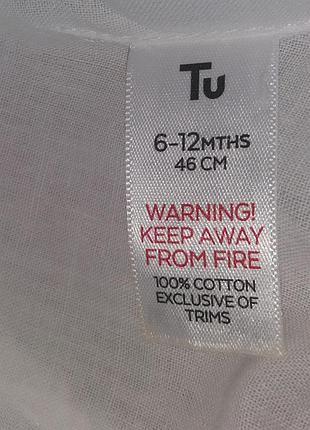 Tu
6-12MTHS
46 CM
WARNING!
KEEP AWAY
FROM FIRE
100% COTTON
EXCLUSIVE OF
TRIMS